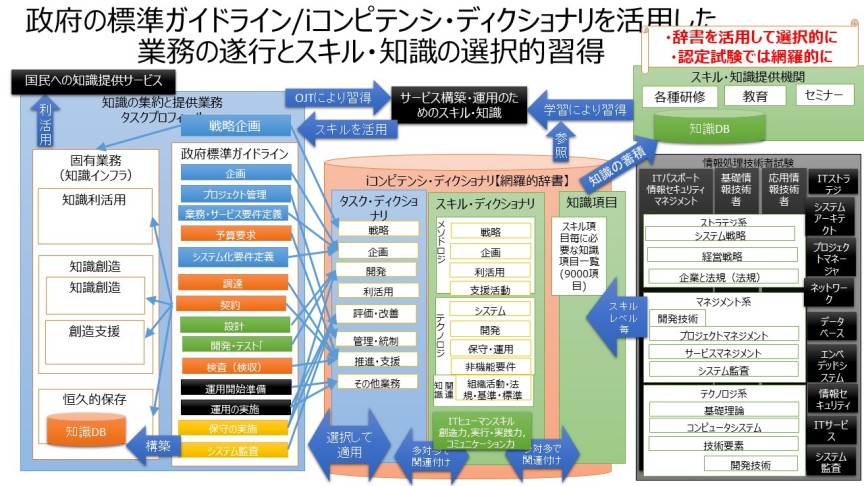 政府の標準ガイドライン/iコンピテンシ・ディクショナリを活用した
業務の遂行とスキル・知識の選択的習得
・辞書を活用して選択的に
・認定試験では網羅的に
国民への知識提供サービス
利活用
知識の集約と提供業務
タスクプロフィール
戦略企画
固有業務
(知識インフラ)
知識利活用
知識創造
知識創造
創造支援
恒久的保存
知識DB
構築
政府標準ガイドライン
企画
プロジェクト管理
業務・サービス要件定義
予算要求
システム化要件定義
調達
契約
設計
開発・テスト「
検査(検収)
運用開始準備
運用の実施
保守の実施
システム監査
OJTにより習得
スキルを活用
サービス構築・運用のた
めのスキル・知識
学習により習得
参照
知識の蓄積
スキル・知識提供機関
各種研修
教育
セミナー
知識DB
iコンピテンシ・ディクショナリ【網羅的辞書】
タスク・ディクショ
ナリ
戦略
企画
開発
利活用
評価・改善
管理・統制
推進・支援
その他業務
スキル・ディクショナリ
メソドロジ
戦略
企画
利活用
支援活動
テクノロジ
システム
開発
保守・運用
非機能要件
関連知識
組織活動・法
規・基準・標準
ITヒューマンスキル
創造力,実行・実践力,
コミュニケーション力
知識項目
スキル項
目毎に必
要な知識
項目一覧
(9000項
目)
選択して
適用
多対多で
関連付け
多対多で
関連付け
スキル
レベル
毎
情報処理技術者試験
ITパスポート
情報セキュリティ
マネジメント
基礎情
報技術
者
応用情
報技術
者
ストラテジ系
システム戦略
経営戦略
企業と法規(法規)
マネジメント系
開発技術
プロジェクトマネジメント
サービスマネジメント
システム監査
テクノロジ系
基礎理論
コンピュータシステム
技術要素
開発技術
ITストラ
テジ
システム
アーキテ
クト
プロジェク
トマネー
ジャ
ネットワー
ク
データ
ベース
エンベ
デッドシ
ステム
情報セ
キュリティ
ITサービ
ス
システム
監査